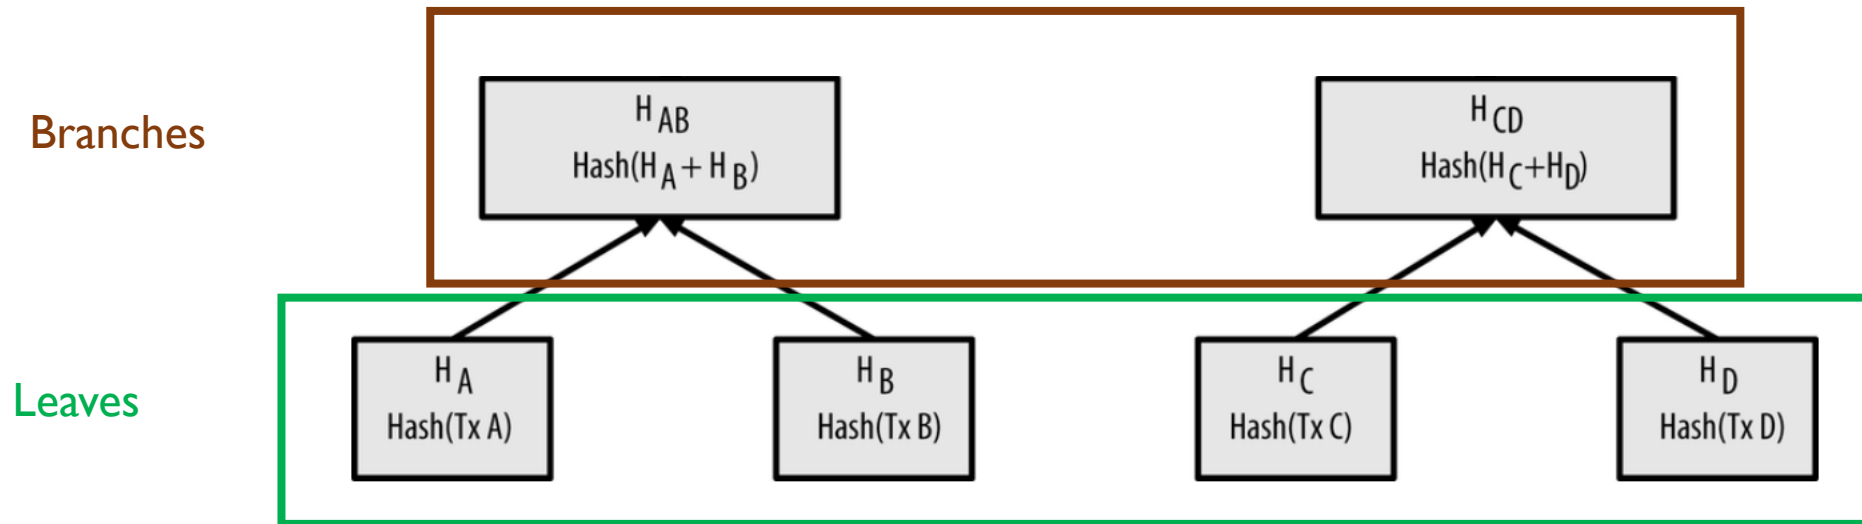 Branches
H AB
Hash(H A + H B)
H CD
Hash(H C+H D)
Leaves
H A
Hash(Tx A)
H B
Hash(Tx B)
H C
Hash(Tx C)
H D
Hash(Tx D)